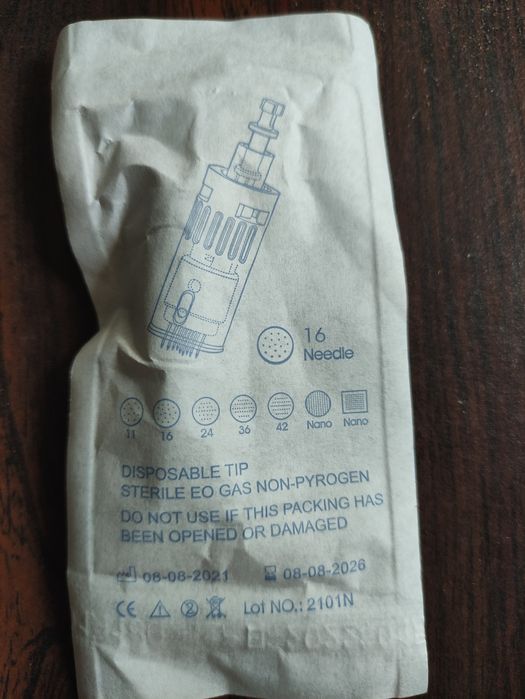 16
Needle
11 16 24 36 42 Nano Nano
DISPOSABLE TIP
STERILE EO GAS NON-PYROGEN
DO NOT USE IF THIS PACKING HAS
BEEN OPENED OR DAMAGED
08-08-2021 08-08-2026
CE 2 Lot NO.: 2101N